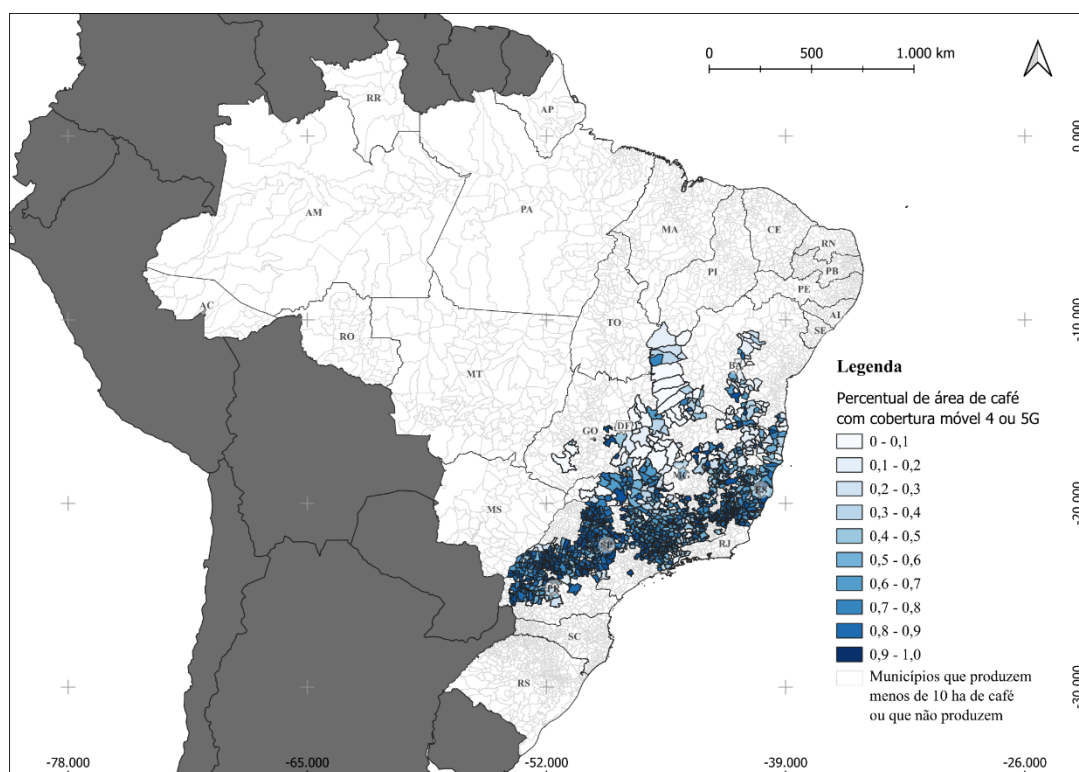 0 500 1.000 km
RR
AP
0.000
AM
PA
MA
CE
RN
PB
PI
PE
AC
AL
-10.000
TO
SE
RO
MT
BA
Legenda
Percentual de área de café
com cobertura móvel 4 ou 5G
0 - 0,1
0,1 - 0,2
0,2 - 0,3
0,3 - 0,4
0,4 - 0,5
0,5 - 0,6
0,6 - 0,7
0,7 - 0,8
0,8 - 0,9
0,9 - 1,0
Municípios que produzem
menos de 10 ha de café
ou que não produzem
GO
DF
MG
ES
-20.000
MS
SP
RJ
PR
SC
RS
-30.000
-78.000 -65.000 -52.000 -39.000 -26.000